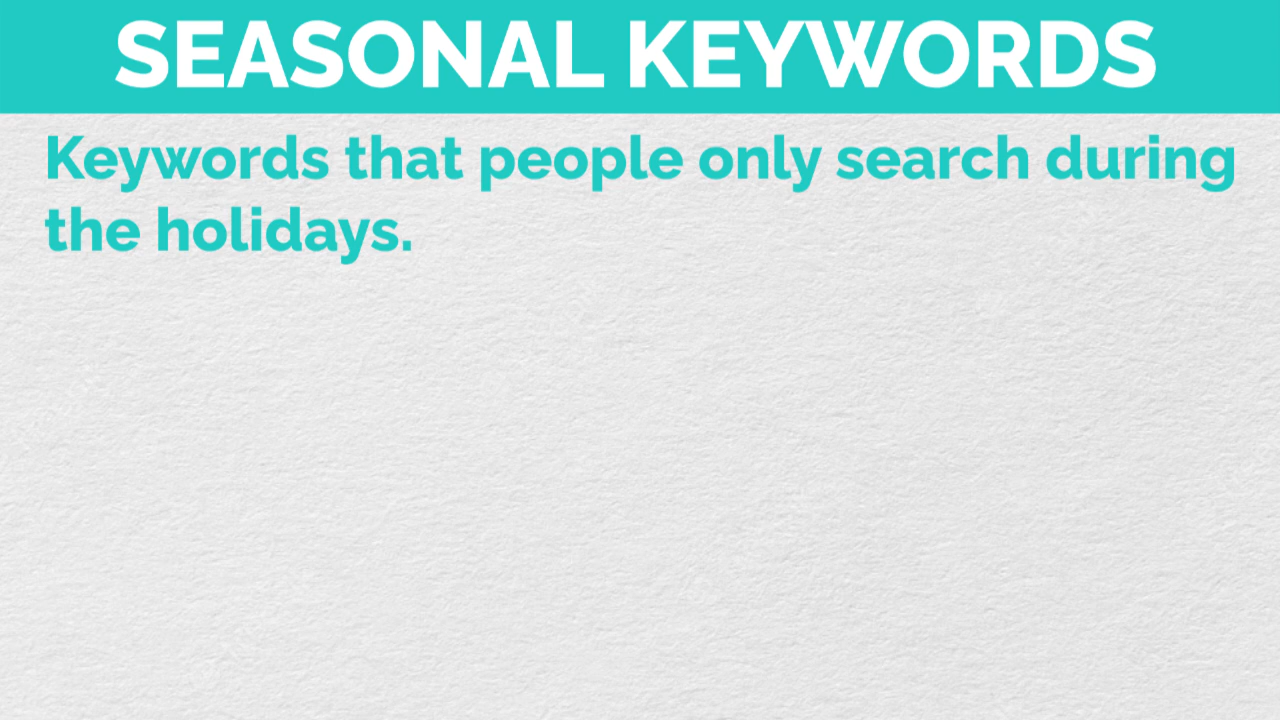 SEASONAL KEYWORDS
Keywords that people only search during
the holidays.